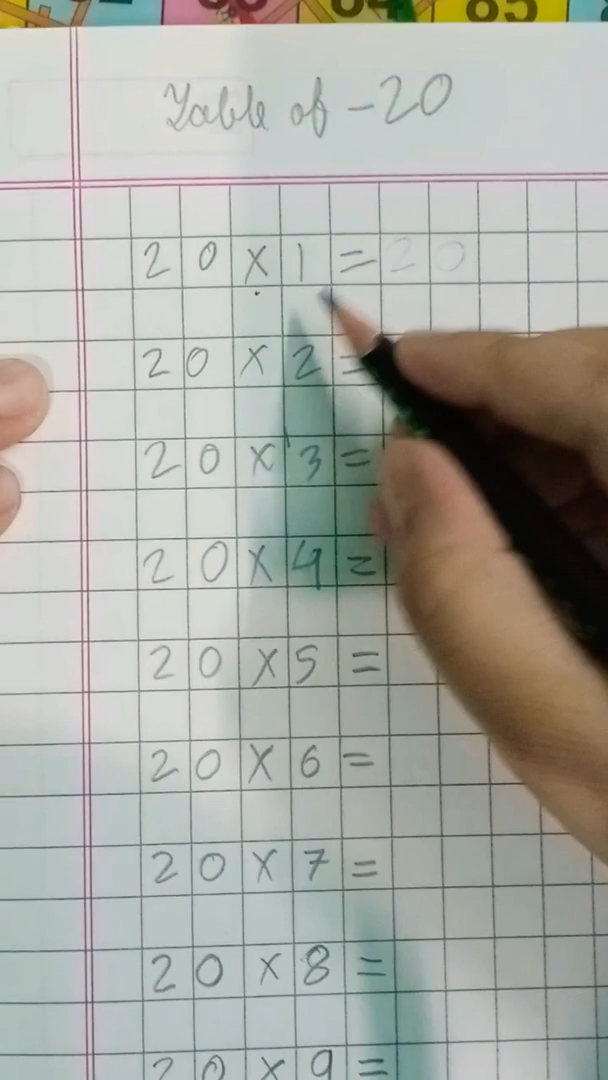 85
Table of -20
20 x 1 = 20
20 x 2 =
20 x 3 =
20 x 4 =
20 x 5 =
20 x 6 =
20 x 7 =
20 x 8 =
20 x 9 =